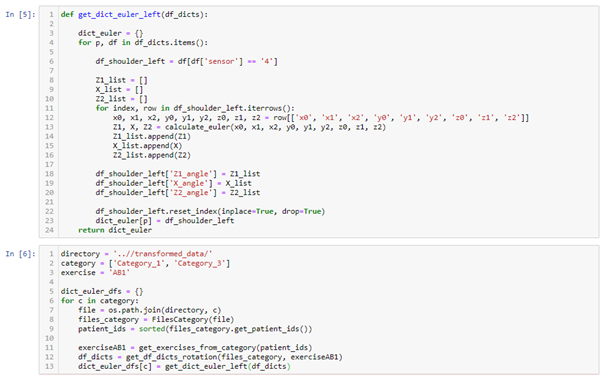 In [5]:
1 def get_dict_euler_left(df_dicts):
2
3     dict_euler = {}
4     for p, df in df_dicts.items():
5
6         df_shoulder_left = df[df['sensor'] == '4']
7
8         Z1_list = []
9         X_list = []
10         Z2_list = []
11         for index, row in df_shoulder_left.iterrows():
12             x0, x1, x2, y0, y1, y2, z0, z1, z2 = row[['x0', 'x1', 'x2', 'y0', 'y1', 'y2', 'z0', 'z1', 'z2']]
13             Z1, X, Z2 = calculate_euler(x0, x1, x2, y0, y1, y2, z0, z1, z2)
14             Z1_list.append(Z1)
15             X_list.append(X)
16             Z2_list.append(Z2)
17
18         df_shoulder_left['Z1_angle'] = Z1_list
19         df_shoulder_left['X_angle'] = X_list
20         df_shoulder_left['Z2_angle'] = Z2_list
21
22         df_shoulder_left.reset_index(inplace=True, drop=True)
23         dict_euler[p] = df_shoulder_left
24     return dict_euler
In [6]:
1 directory = '..//transformed_data/'
2 category = ['Category_1', 'Category_3']
3 exercise = 'AB1'
4
5 dict_euler_dfs = {}
6 for c in category:
7     file = os.path.join(directory, c)
8     files_category = FilesCategory(file)
9     patient_ids = sorted(files_category.get_patient_ids())
10
11     exerciseAB1 = get_exercises_from_category(patient_ids)
12     df_dicts = get_df_dicts_rotation(files_category, exerciseAB1)
13     dict_euler_dfs[c] = get_dict_euler_left(df_dicts)